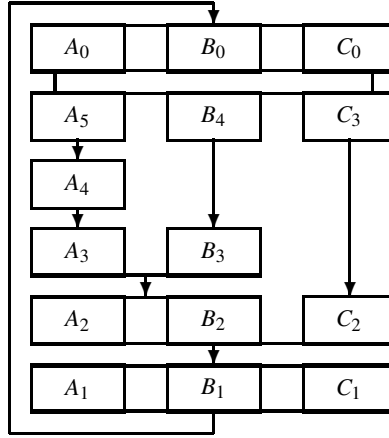 A₀ B₀ C₀
A₅ B₄ C₃
A₄
A₃ B₃
A₂ B₂ C₂
A₁ B₁ C₁